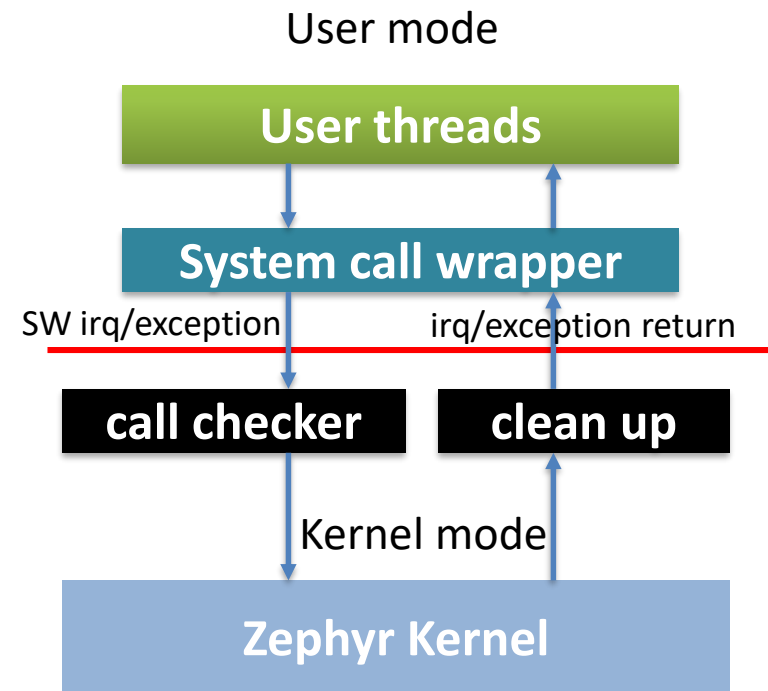 User mode
User threads
System call wrapper
SW irq/exception
irq/exception return
call checker
clean up
Kernel mode
Zephyr Kernel